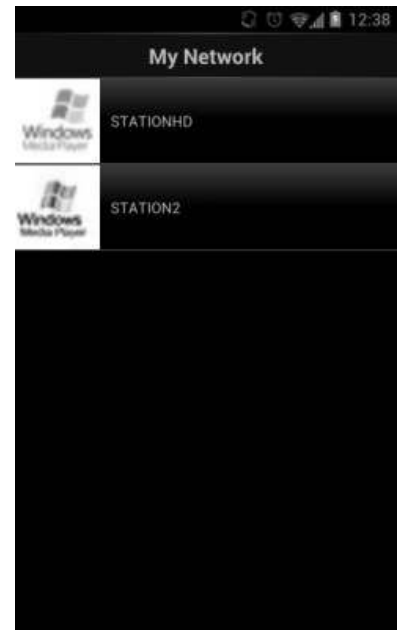 12:38
My Network
Windows
Media Player
STATIONHD
Windows
Media Player
STATION2